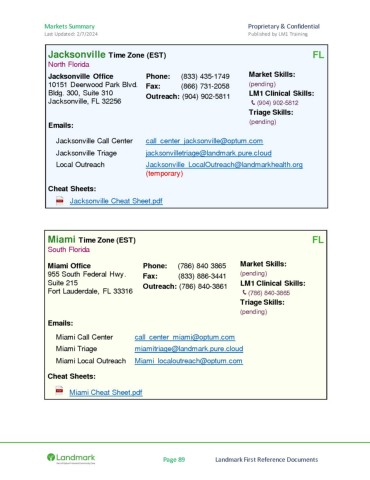 Markets Summary Proprietary & Confidential
Last Updated: 2/7/2024 Published by LM1 Training
Jacksonville Time Zone (EST) FL
North Florida
Jacksonville Office Phone: (833) 435-1749 Market Skills:
10151 Deerwood Park Blvd. Fax: (866) 731-2058 (pending)
Bldg. 300, Suite 310 Outreach: (904) 902-5811 LM1 Clinical Skills:
Jacksonville, FL 32256 (904) 902-5812
Triage Skills:
(pending)
Emails:
Jacksonville Call Center call_center_jacksonville@optum.com
Jacksonville Triage jacksonvilletriage@landmark.pure.cloud
Local Outreach Jacksonville_LocalOutreach@landmarkhealth.org
(temporary)
Cheat Sheets:
Jacksonville Cheat Sheet.pdf
Miami Time Zone (EST) FL
South Florida
Miami Office Phone: (786) 840 3865 Market Skills:
955 South Federal Hwy. Fax: (833) 886-3441 (pending)
Suite 215 Outreach: (786) 840-3861 LM1 Clinical Skills:
Fort Lauderdale, FL 33316 (786) 840-3865
Triage Skills:
(pending)
Emails:
Miami Call Center call_center_miami@optum.com
Miami Triage miamitriage@landmark.pure.cloud
Miami Local Outreach Miami_localoutreach@optum.com
Cheat Sheets:
Miami Cheat Sheet.pdf
Landmark Page 89 Landmark First Reference Documents